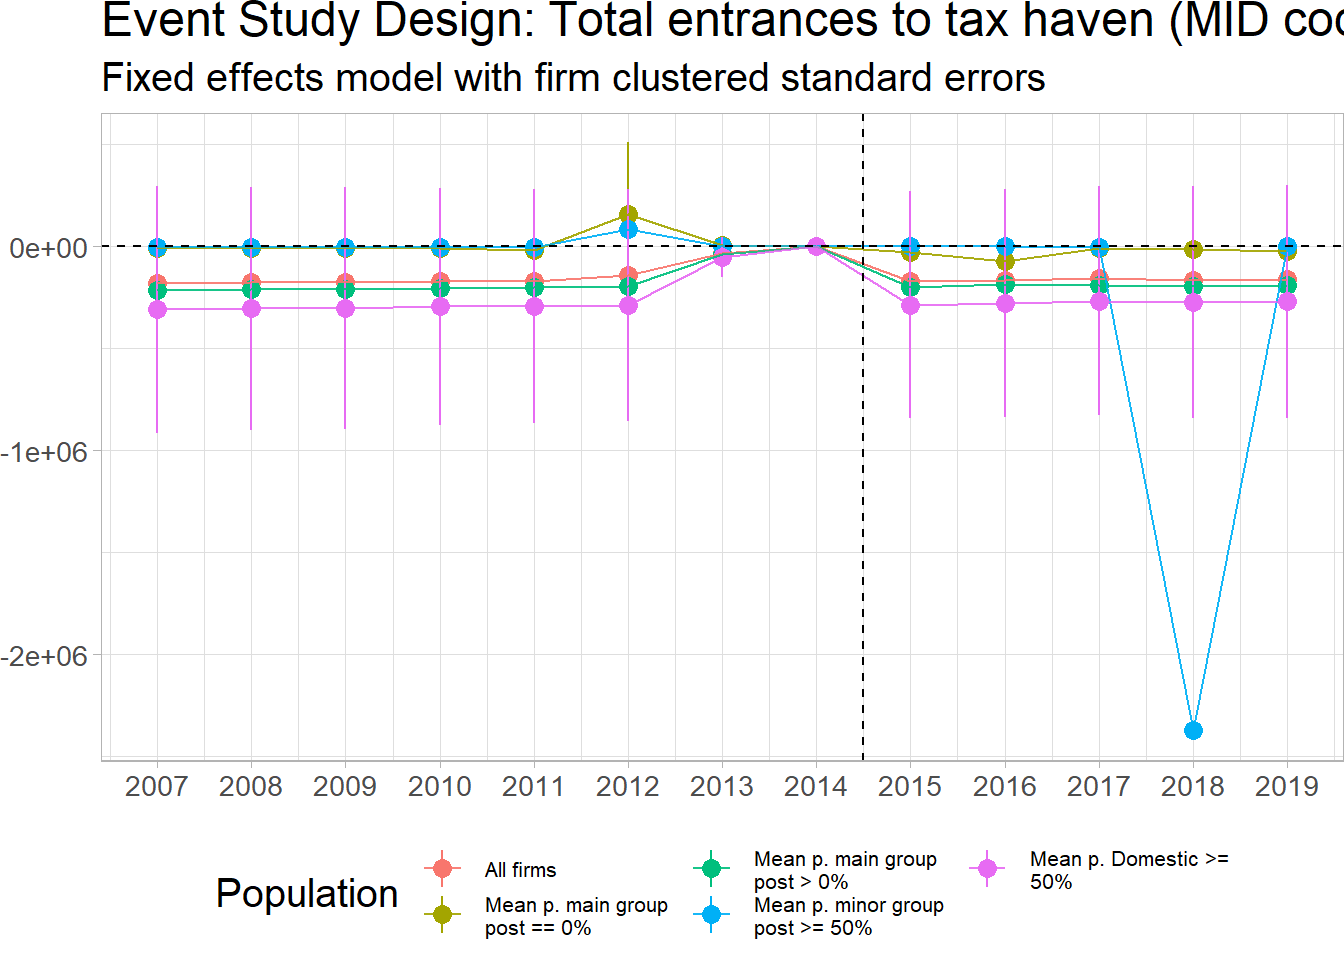 Event Study Design: Total entrances to tax haven (MID
Fixed effects model with firm clustered standard errors
0e+00
-1e+06
-2e+06
2007 2008 2009 2010 2011 2012 2013 2014 2015 2016 2017 2018 2019
Population
All firms
Mean p. main group
post == 0%
Mean p. main group
post > 0%
Mean p. minor group
post >= 50%
Mean p. Domestic >=
50%